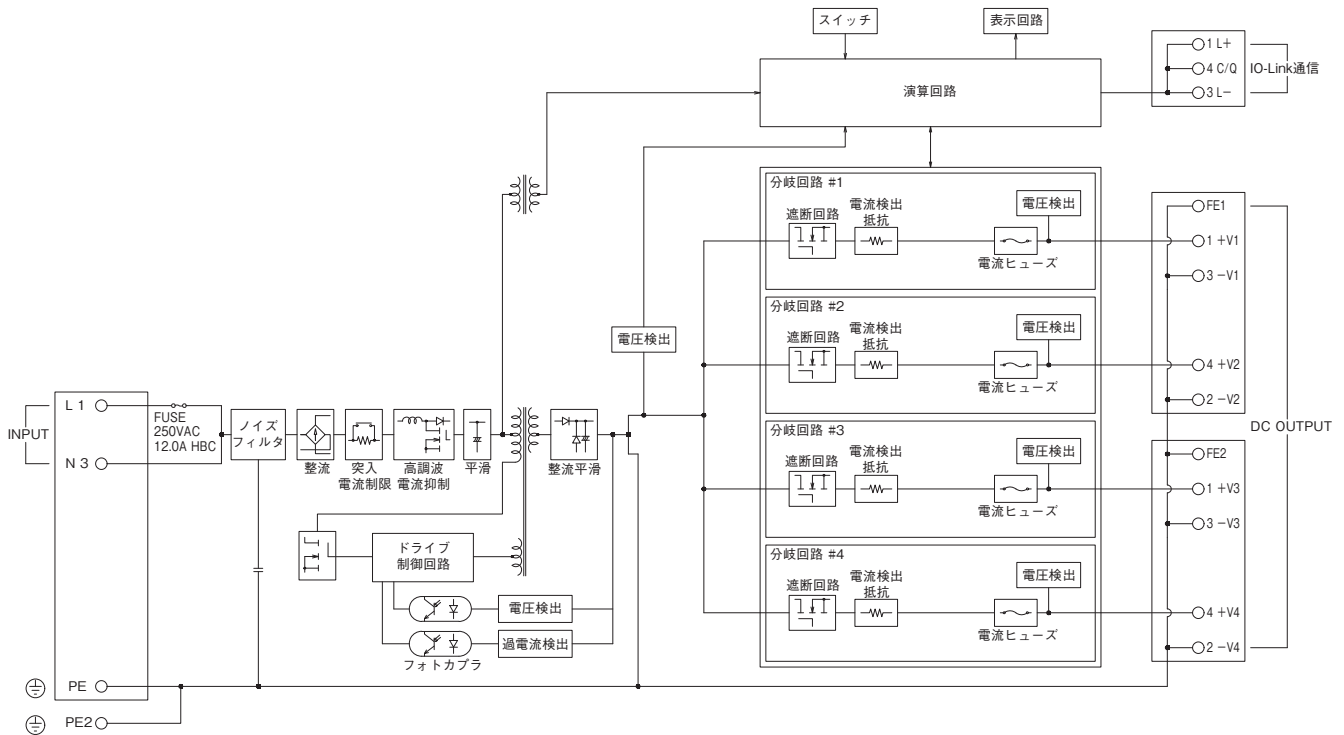 スイッチ
表示回路
1 L+
4 C/Q
3 L−
IO-Link通信
演算回路
分岐回路 #1
遮断回路
電流検出
抵抗
電圧検出
電流ヒューズ
FE1
1 +V1
3 −V1
分岐回路 #2
遮断回路
電流検出
抵抗
電圧検出
電流ヒューズ
4 +V2
2 −V2
電圧検出
DC OUTPUT
INPUT
L 1
N 3
FUSE
250VAC
12.0A HBC
ノイズ
フィルタ
整流
突入
電流制限
高調波
電流抑制
平滑
整流平滑
分岐回路 #3
遮断回路
電流検出
抵抗
電圧検出
電流ヒューズ
FE2
1 +V3
3 −V3
ドライブ
制御回路
電圧検出
過電流検出
フォトカプラ
分岐回路 #4
遮断回路
電流検出
抵抗
電圧検出
電流ヒューズ
4 +V4
2 −V4
PE
PE2